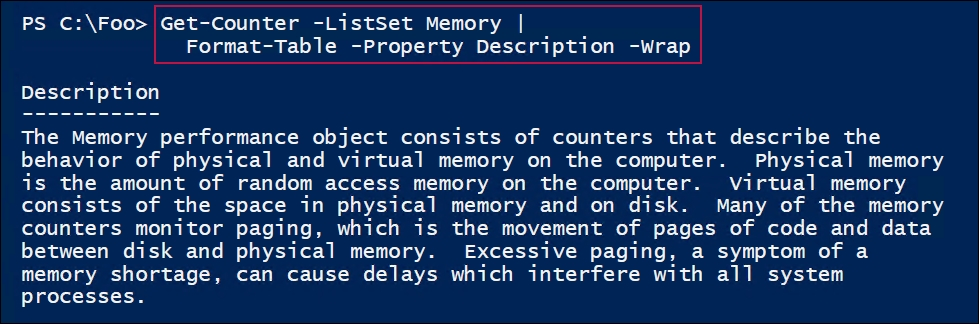 PS C:\Foo> Get-Counter -ListSet Memory |
Format-Table -Property Description -Wrap
Description
-----------
The Memory performance object consists of counters that describe the
behavior of physical and virtual memory on the computer.  Physical memory
is the amount of random access memory on the computer.  Virtual memory
consists of the space in physical memory and on disk.  Many of the memory
counters monitor paging, which is the movement of pages of code and data
between disk and physical memory.  Excessive paging, a symptom of a
memory shortage, can cause delays which interfere with all system
processes.